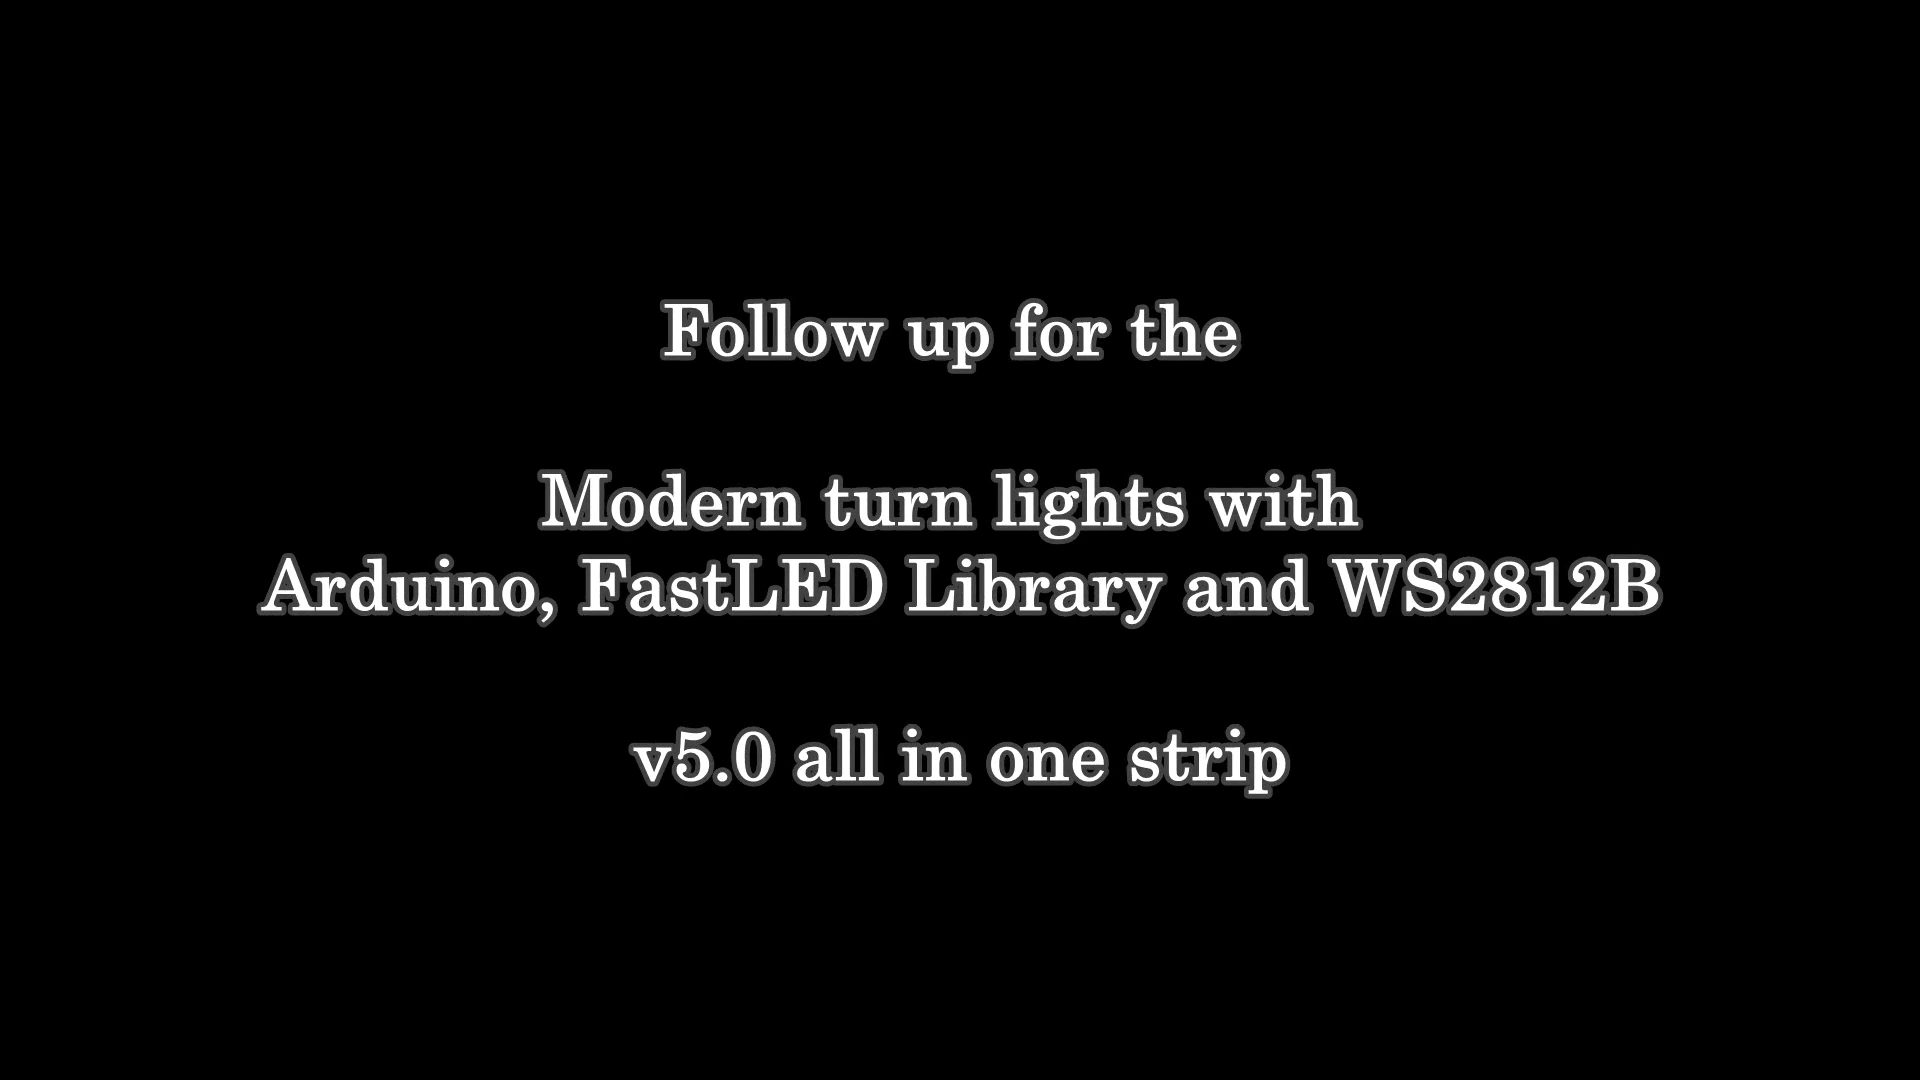 Follow up for the
Modern turn lights with
Arduino, FastLED Library and WS2812B
v5.0 all in one strip